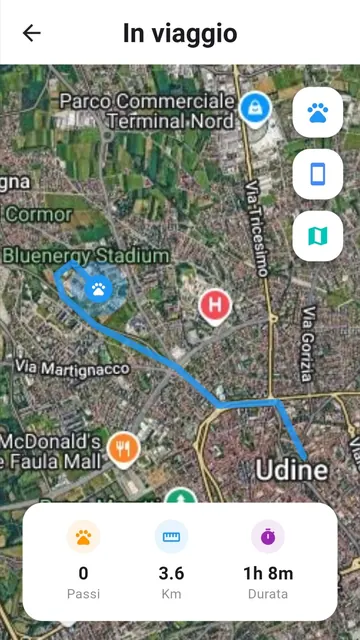 In viaggio
Parco Commerciale
Terminal Nord
gna
Cormor
Via Tricesimo
Bluenergy Stadium
H
Via Gorizia
Via Martignacco
McDonald's
e Faula Mall
Udine
0
Passi
3.6
Km
1h 8m
Durata